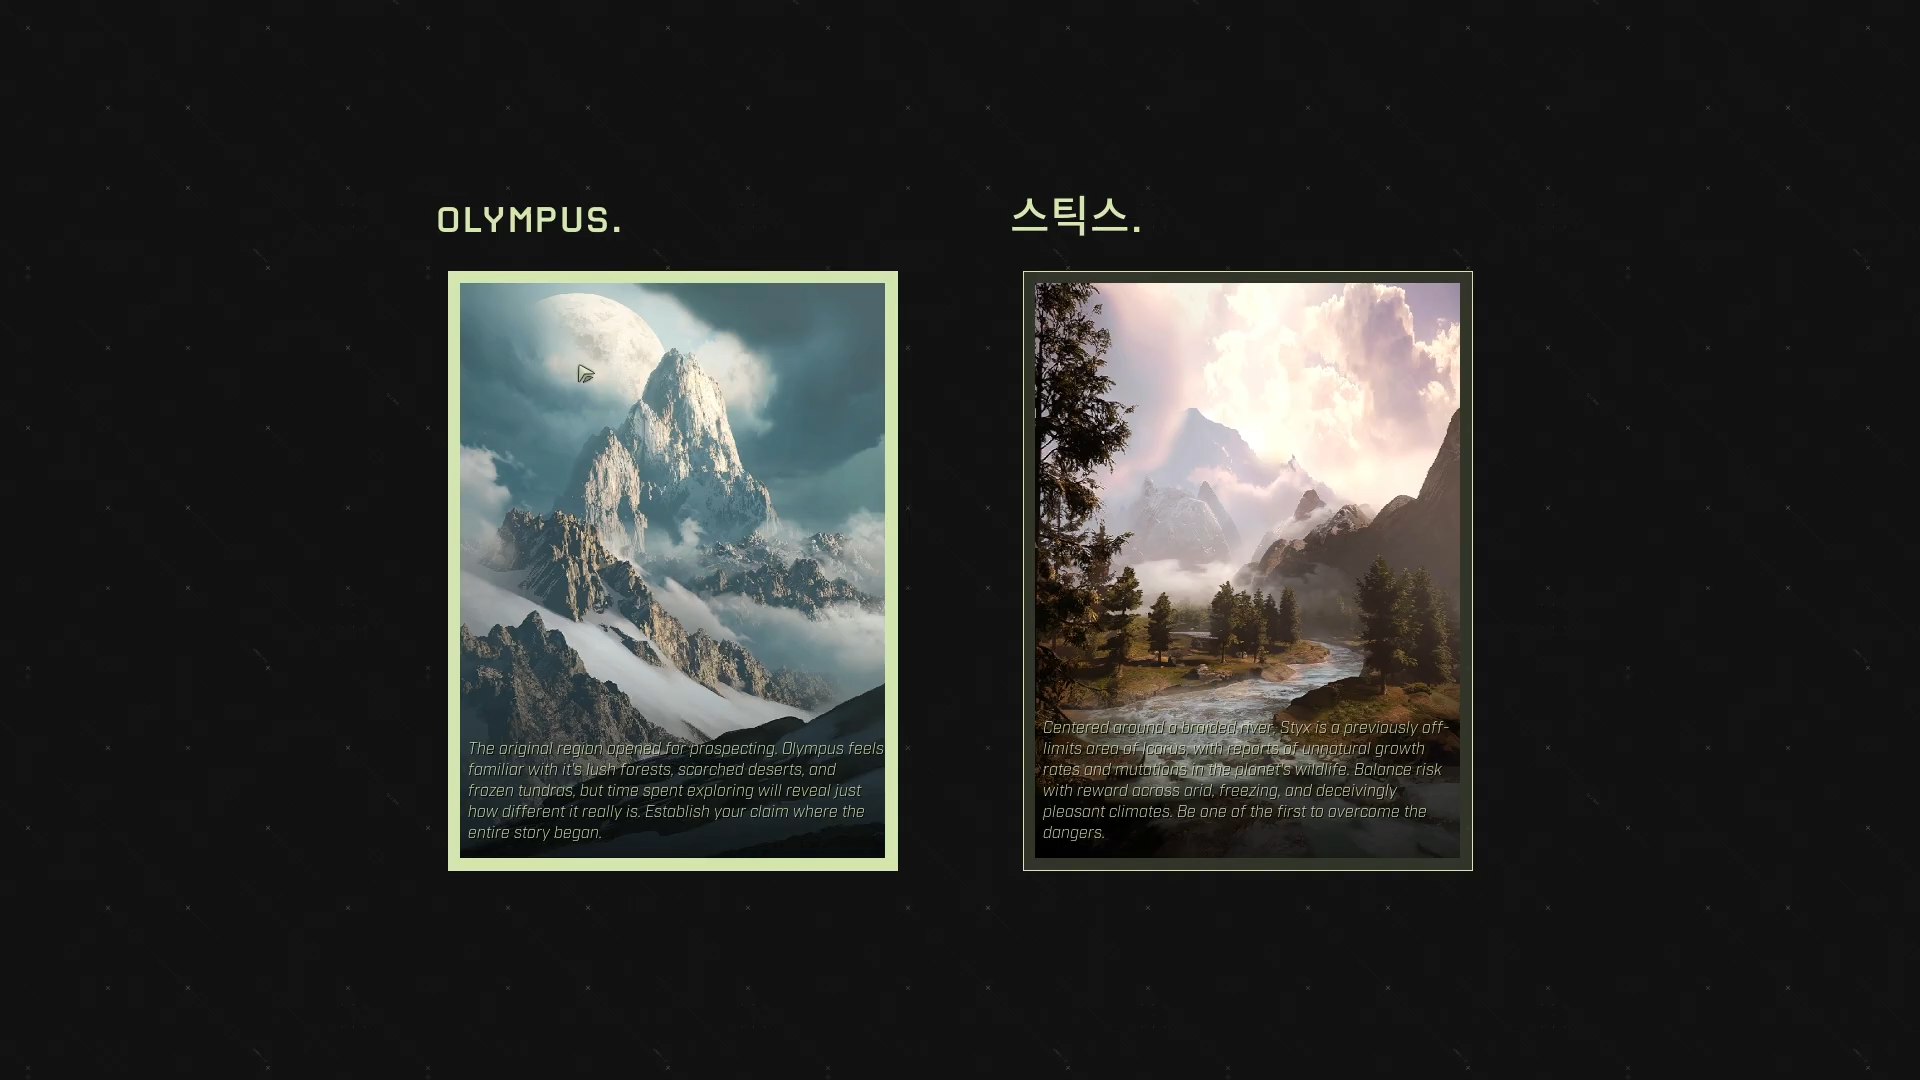 OLYMPUS.
The original region opened for prospecting. Olympus feels
familiar with it's lush forests, scorched deserts, and
frozen tundras, but time spent exploring will reveal just
how different it really is. Establish your claim where the
entire story began.
스틱스.
Centered around a braided river, Styx is a previously off-
limits area of Icarus, with reports of unnatural growth
rates and mutations in the planet's wildlife. Balance risk
with reward across arid, freezing, and deceivingly
pleasant climates. Be one of the first to overcome the
dangers.